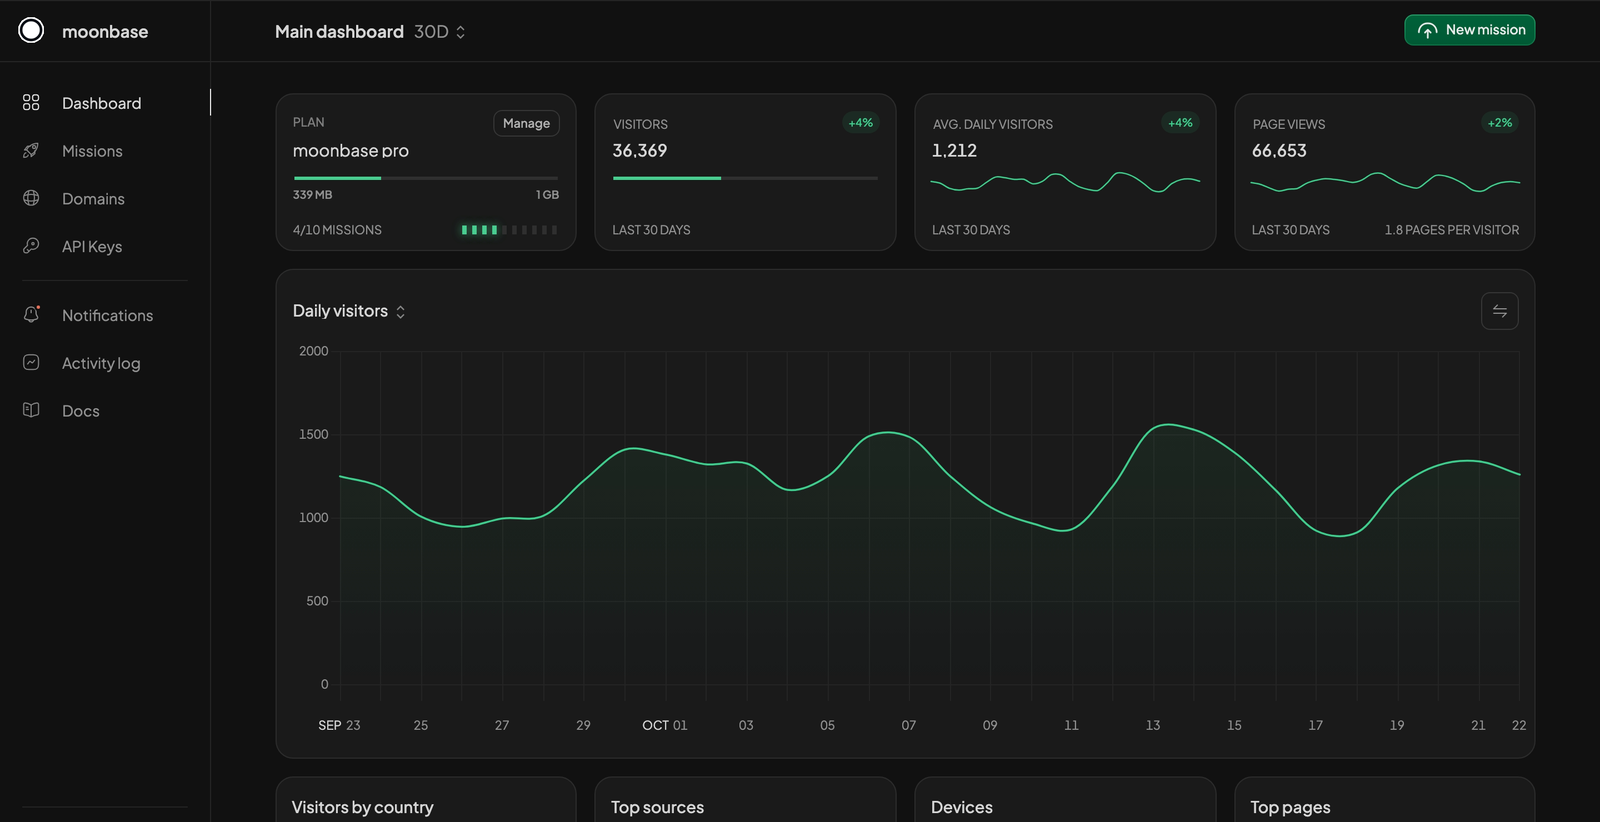 moonbase
Main dashboard 30D
New mission
Dashboard
Missions
Domains
API Keys
Notifications
Activity log
Docs
PLAN
Manage
moonbase pro
339 MB
1 GB
4/10 MISSIONS
VISITORS
+4%
36,369
LAST 30 DAYS
AVG. DAILY VISITORS
+4%
1,212
LAST 30 DAYS
PAGE VIEWS
+2%
66,653
LAST 30 DAYS
1.8 PAGES PER VISITOR
Daily visitors
2000
1500
1000
500
0
SEP 23 25 27 29 OCT 01 03 05 07 09 11 13 15 17 19 21 22
Visitors by country
Top sources
Devices
Top pages